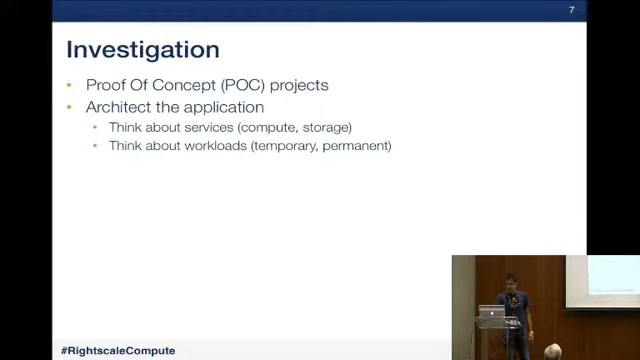 7
Investigation
• Proof Of Concept (POC) projects
• Architect the application
• Think about services (compute, storage)
• Think about workloads (temporary, permanent)
#RightscaleCompute